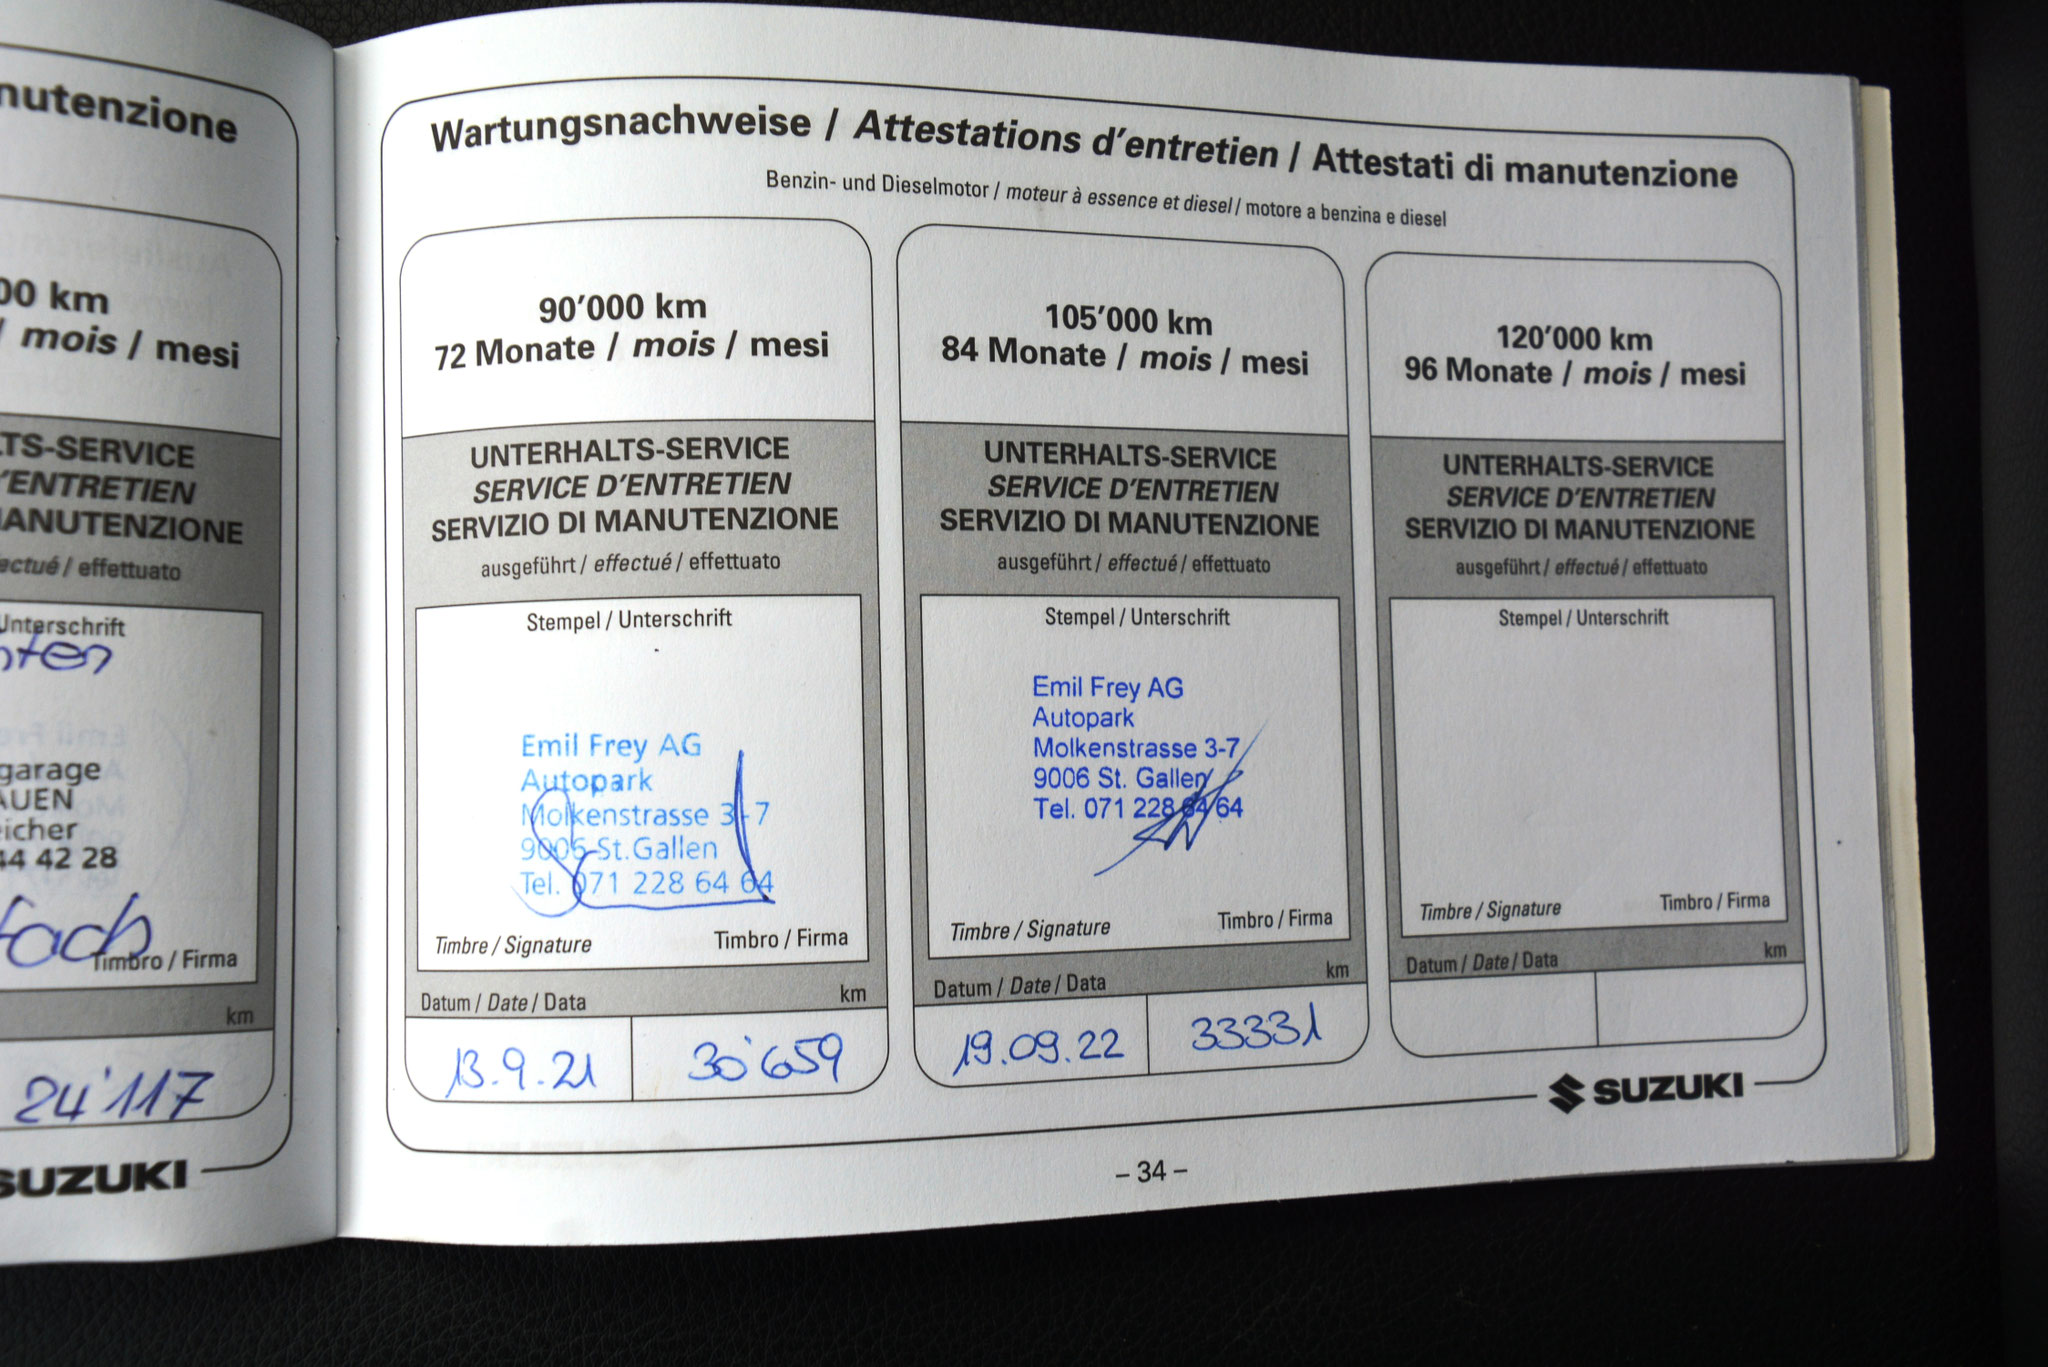 nutenzione
00 km
/ mois / mesi
LTS-SERVICE
D'ENTRETIEN
MANUTENZIONE
effectué / effettuato
Unterschrift
garage
AUEN
eicher
44 42 28
Timbro / Firma
km
24'117
SUZUKI
Wartungsnachweise / Attestations d'entretien / Attestati di manutenzione
Benzin- und Dieselmotor / moteur à essence et diesel / motore a benzina e diesel
90'000 km
72 Monate / mois / mesi
UNTERHALTS-SERVICE
SERVICE D'ENTRETIEN
SERVIZIO DI MANUTENZIONE
ausgeführt / effectué / effettuato
Stempel / Unterschrift
Emil Frey AG
Autopark
Molkenstrasse 3-7
9006 St.Gallen
Tel. 071 228 64 64
Timbre / Signature
Timbro / Firma
Datum / Date / Data
km
13.9.21
30'659
105'000 km
84 Monate / mois / mesi
UNTERHALTS-SERVICE
SERVICE D'ENTRETIEN
SERVIZIO DI MANUTENZIONE
ausgeführt / effectué / effettuato
Stempel / Unterschrift
Emil Frey AG
Autopark
Molkenstrasse 3-7
9006 St. Gallen
Tel. 071 228 64 64
Timbre / Signature
Timbro / Firma
Datum / Date / Data
km
19.09.22
33331
120'000 km
96 Monate / mois / mesi
UNTERHALTS-SERVICE
SERVICE D'ENTRETIEN
SERVIZIO DI MANUTENZIONE
ausgeführt / effectué / effettuato
Stempel / Unterschrift
Timbre / Signature
Timbro / Firma
Datum / Date / Data
km
SUZUKI
– 34 –